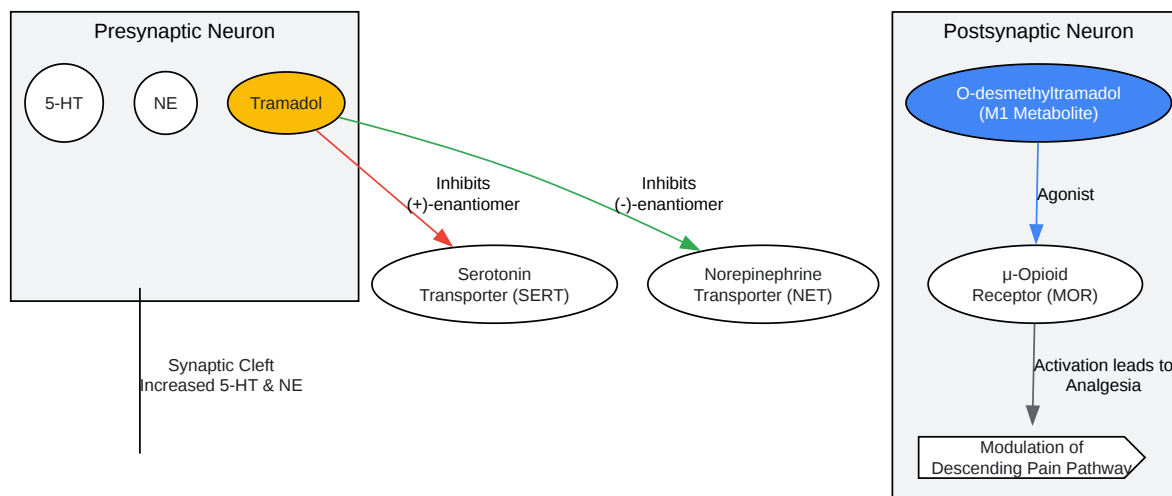 Presynaptic Neuron
5-HT
NE
Tramadol
Inhibits
(+)-enantiomer
Inhibits
(-)-enantiomer
Serotonin
Transporter (SERT)
Norepinephrine
Transporter (NET)
Synaptic Cleft
Increased 5-HT & NE
Postsynaptic Neuron
O-desmethyltramadol
(M1 Metabolite)
Agonist
μ-Opioid
Receptor (MOR)
Activation leads to
Analgesia
Modulation of
Descending Pain Pathway